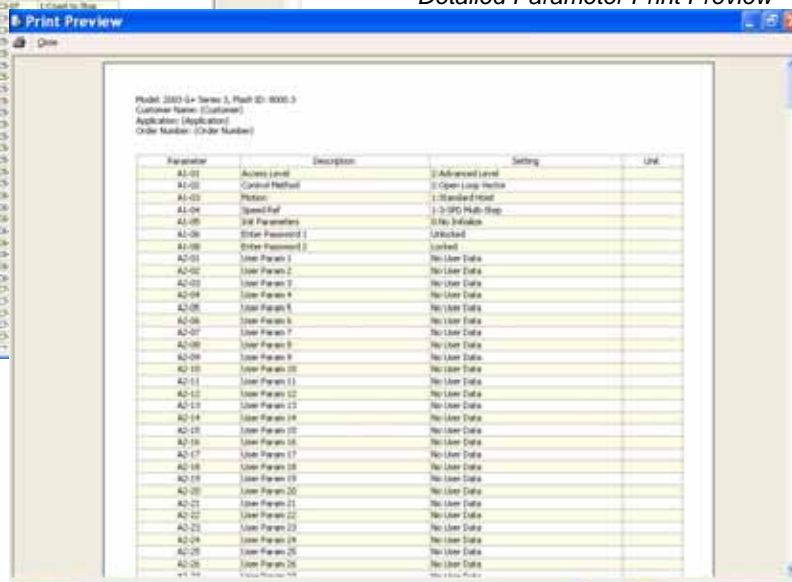 1:Coast to Stop
Detailed Parameter Print Preview
Print Preview
Close
Model: 2003 G+ Series 3, Flash ID: 8000.3
Customer Name: (Customer)
Application: (Application)
Order Number: (Order Number)
Parameter Description Setting Unit
A1-01 Access Level 2:Advanced Level
A1-02 Control Method 2:Open Loop Vector
A1-03 Motion 1:Standard Hoist
A1-04 Speed Ref 1:3-SPD Multi-Step
A1-05 Init Parameters 0:No Initialize
A1-06 Enter Password 1 Unlocked
A1-08 Enter Password 2 Locked
A2-01 User Param 1 No User Data
A2-02 User Param 2 No User Data
A2-03 User Param 3 No User Data
A2-04 User Param 4 No User Data
A2-05 User Param 5 No User Data
A2-06 User Param 6 No User Data
A2-07 User Param 7 No User Data
A2-08 User Param 8 No User Data
A2-09 User Param 9 No User Data
A2-10 User Param 10 No User Data
A2-11 User Param 11 No User Data
A2-12 User Param 12 No User Data
A2-13 User Param 13 No User Data
A2-14 User Param 14 No User Data
A2-15 User Param 15 No User Data
A2-16 User Param 16 No User Data
A2-17 User Param 17 No User Data
A2-18 User Param 18 No User Data
A2-19 User Param 19 No User Data
A2-20 User Param 20 No User Data
A2-21 User Param 21 No User Data
A2-22 User Param 22 No User Data
A2-23 User Param 23 No User Data
A2-24 User Param 24 No User Data
A2-25 User Param 25 No User Data
A2-26 User Param 26 No User Data